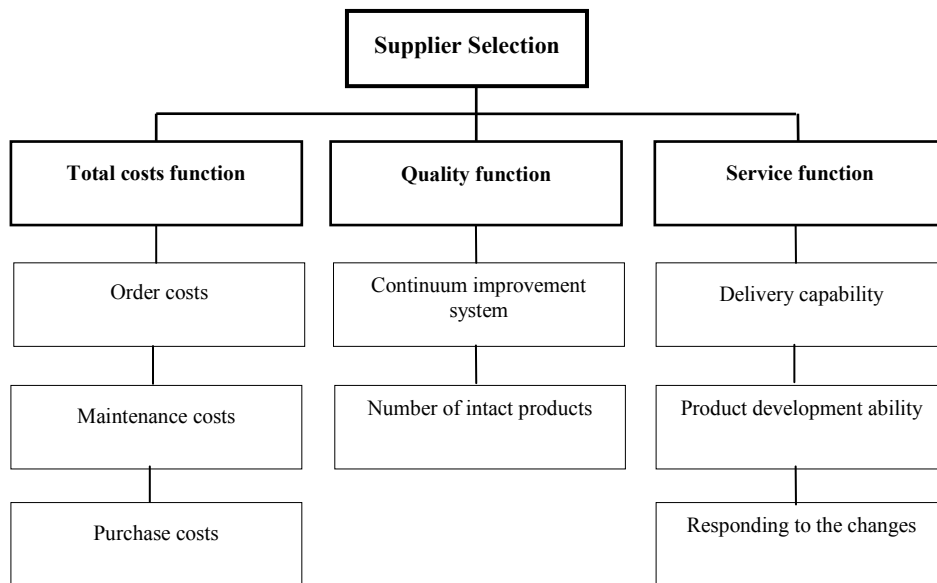 Supplier Selection
Total costs function
Quality function
Service function
Order costs
Continuum improvement
system
Delivery capability
Maintenance costs
Number of intact products
Product development ability
Purchase costs
Responding to the changes